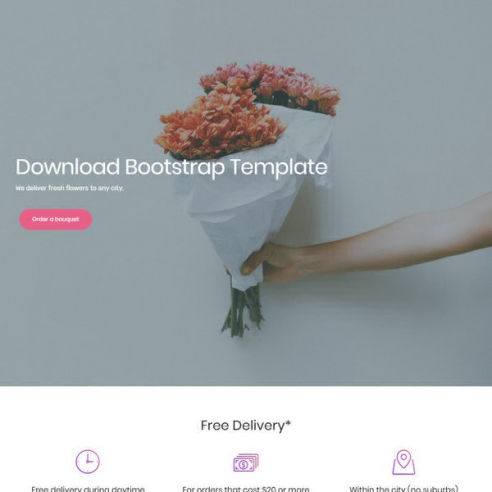 Download Bootstrap Template
We deliver fresh flowers to any city.
Order a bouquet
Free Delivery*
Free delivery during daytime
For orders that cost $20 or more
Within the city (no suburbs)